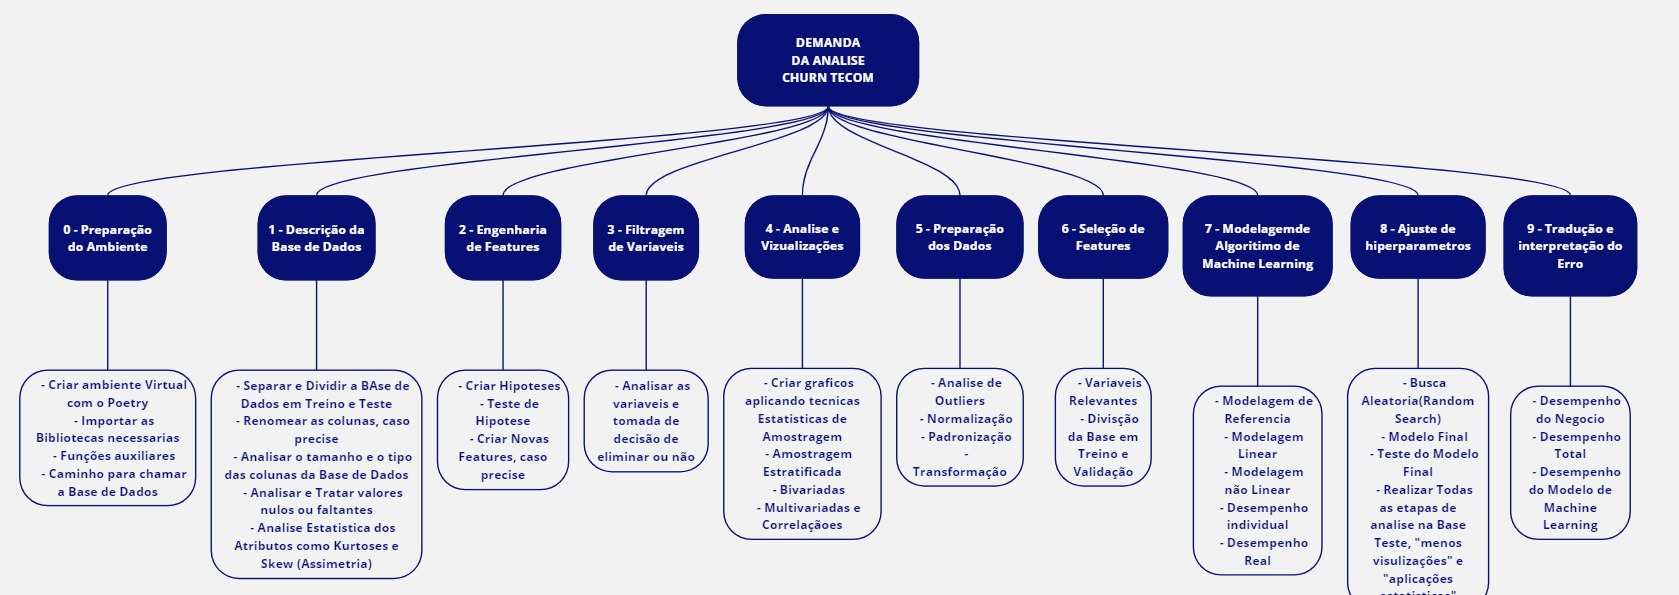 DEMANDA
DA ANALISE
CHURN TECOM
0 - Preparação
do Ambiente
1 - Descrição da
Base de Dados
2 - Engenharia
de Features
3 - Filtragem
de Variaveis
4 - Analise e
Vizualizações
5 - Preparação
dos Dados
6 - Seleção de
Features
7 - Modelagemde
Algoritimo de
Machine Learning
8 - Ajuste de
hiperparametros
9 - Tradução e
interpretação do
Erro
- Criar ambiente Virtual
com o Poetry
- Importar as
Bibliotecas necessarias
- Funções auxiliares
- Caminho para chamar
a Base de Dados
- Separar e Dividir a BAse de
Dados em Treino e Teste
- Renomear as colunas, caso
precise
- Analisar o tamanho e o tipo
das colunas da Base de Dados
- Analisar e Tratar valores
nulos ou faltantes
- Analise Estatistica dos
Atributos como Kurtoses e
Skew (Assimetria)
- Criar Hipoteses
- Teste de
Hipotese
- Criar Novas
Features, caso
precise
- Analisar as
variaveis e
tomada de
decisão de
eliminar ou não
- Criar graficos
aplicando tecnicas
Estatisticas de
Amostragem
- Amostragem
Estratificada
- Bivariadas
- Multivariadas e
Correlaçãoes
- Analise de
Outliers
- Normalização
- Padronização
-
Transformação
- Variaveis
Relevantes
- Divisção
da Base em
Treino e
Validação
- Modelagem de
Referencia
- Modelagem
Linear
- Modelagem
não Linear
- Desempenho
individual
- Desempenho
Real
- Busca
Aleatoria(Random
Search)
- Modelo Final
- Teste do Modelo
Final
- Realizar Todas
as etapas de
analise na Base
Teste, "menos
visulizações" e
"aplicações
estatisticas"
- Desempenho
do Negocio
- Desempenho
Total
- Desempenho
do Modelo de
Machine
Learning